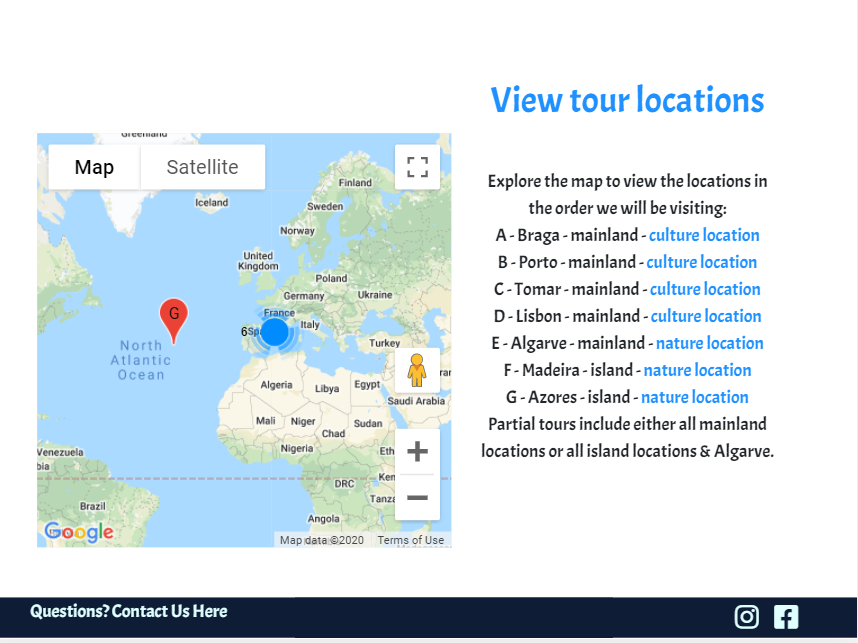 View tour locations
Explore the map to view the locations in
the order we will be visiting:
A - Braga - mainland - culture location
B - Porto - mainland - culture location
C - Tomar - mainland - culture location
D - Lisbon - mainland - culture location
E - Algarve - mainland - nature location
F - Madeira - island - nature location
G - Azores - island - nature location
Partial tours include either all mainland
locations or all island locations & Algarve.
Greenland
Map
Satellite
Iceland
Finland
Sweden
Norway
United
Kingdom
Poland
Germany
Ukraine
France
G
6
Italy
North
Atlantic
Ocean
Turkey
Algeria
Libya
Egypt
Saudi Arabia
Mali
Niger
Sudan
Chad
Nigeria
Venezuela
DRC
Brazil
Angola
Google
Map data ©2020
Terms of Use
Questions? Contact Us Here